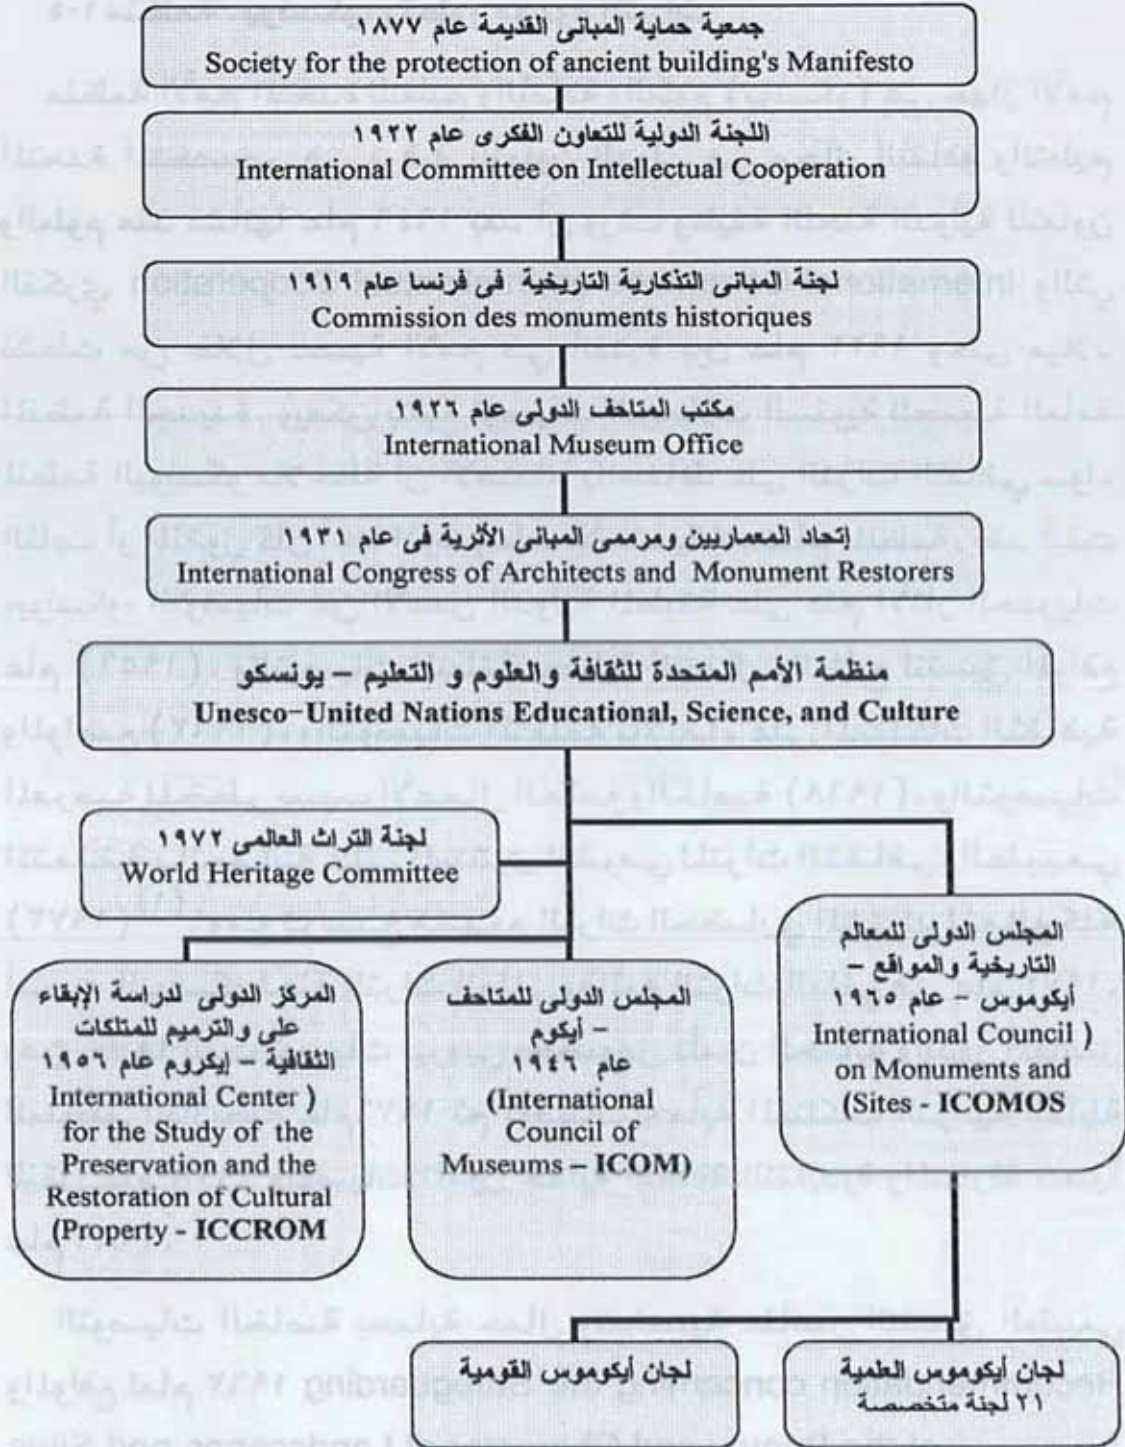 جمعية حماية المبانى القديمة عام ١٨٧٧
Society for the protection of ancient building's Manifesto
اللجنة الدولية للتعاون الفكرى عام ١٩٢٢
International Committee on Intellectual Cooperation
لجنة المبانى التذكارية التاريخية فى فرنسا عام ١٩١٩
Commission des monuments historiques
مكتب المتاحف الدولى عام ١٩٢٦
International Museum Office
إتحاد المعماريين ومرممى المبانى الأثرية فى عام ١٩٣١
International Congress of Architects and Monument Restorers
منظمة الأمم المتحدة للثقافة والعلوم و التعليم – يونسكو
Unesco–United Nations Educational, Science, and Culture
لجنة التراث العالمى ١٩٧٢
World Heritage Committee
المجلس الدولى للمعالم
التاريخية والمواقع –
أيكوموس – عام ١٩٦٥
International Council )
on Monuments and
(Sites - ICOMOS
المجلس الدولى للمتاحف
– أيكوم
عام ١٩٤٦
(International
Council of
Museums – ICOM)
المركز الدولى لدراسة الإبقاء
على والترميم للمتلكات
الثقافية – إيكروم عام ١٩٥٦
International Center )
for the Study of the
Preservation and the
Restoration of Cultural
(Property - ICCROM
لجان أيكوموس العلمية
٢١ لجنة متخصصة
لجان أيكوموس القومية